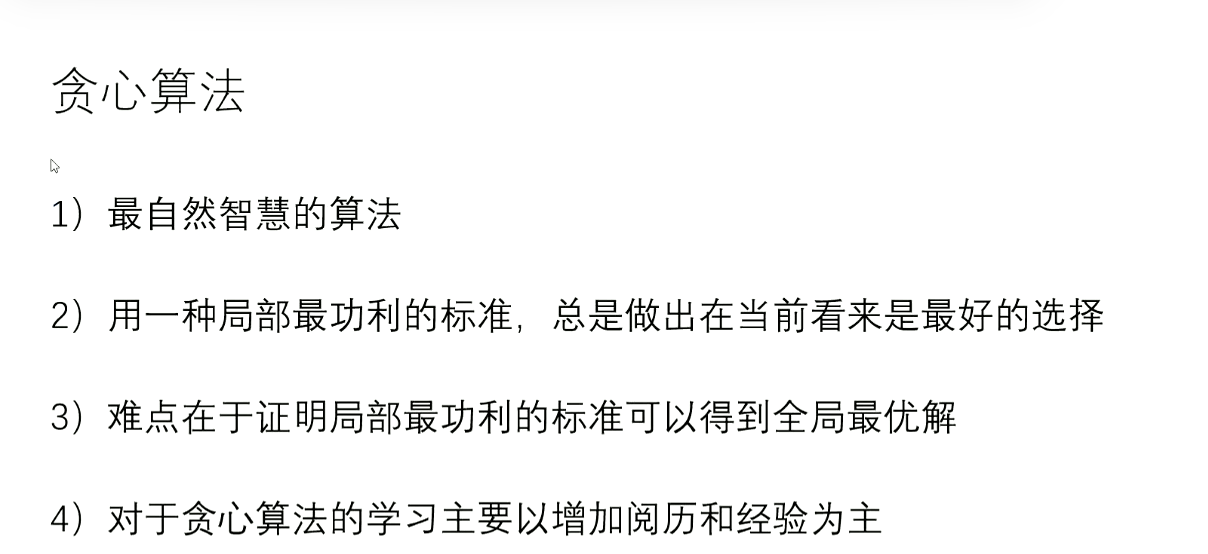 贪心算法
1）最自然智慧的算法
2）用一种局部最功利的标准，总是做出在当前看来是最好的选择
3）难点在于证明局部最功利的标准可以得到全局最优解
4）对于贪心算法的学习主要以增加阅历和经验为主